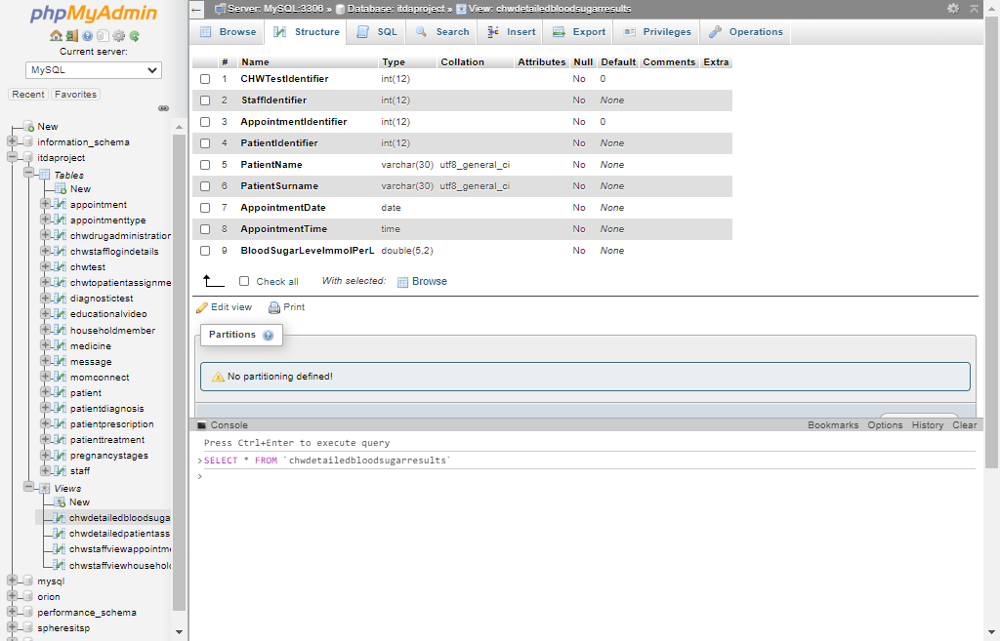 phpMyAdmin
Current server:
MySQL
Recent Favorites
New
information_schema
itdaproject
Tables
New
appointment
appointmenttype
chwdrugadministration
chwstafflogindetails
chwtest
chwtopatientassignme
diagnostictest
educationalvideo
householdmember
medicine
message
momconnect
patient
patientdiagnosis
patientprescription
patienttreatment
pregnancystages
staff
Views
New
chwdetailedbloodsuga
chwdetailedpatientass
chwstaffviewappointme
chwstaffviewhousehold
mysql
orion
performance_schema
spheresitsp
Server: MySQL:3306 » Database: itdaproject » View: chwdetailedbloodsugarresults
Browse Structure SQL Search Insert Export Privileges Operations
# Name Type Collation Attributes Null Default Comments Extra
1 CHWTestIdentifier int(12) No 0
2 StaffIdentifier int(12) No None
3 AppointmentIdentifier int(12) No 0
4 PatientIdentifier int(12) No None
5 PatientName varchar(30) utf8_general_ci No None
6 PatientSurname varchar(30) utf8_general_ci No None
7 AppointmentDate date No None
8 AppointmentTime time No None
9 BloodSugarLevelmmolPerL double(5,2) No None
Check all With selected: Browse
Edit view Print
Partitions
No partitioning defined!
Console Bookmarks Options History Clear
Press Ctrl+Enter to execute query
>SELECT * FROM `chwdetailedbloodsugarresults`
>